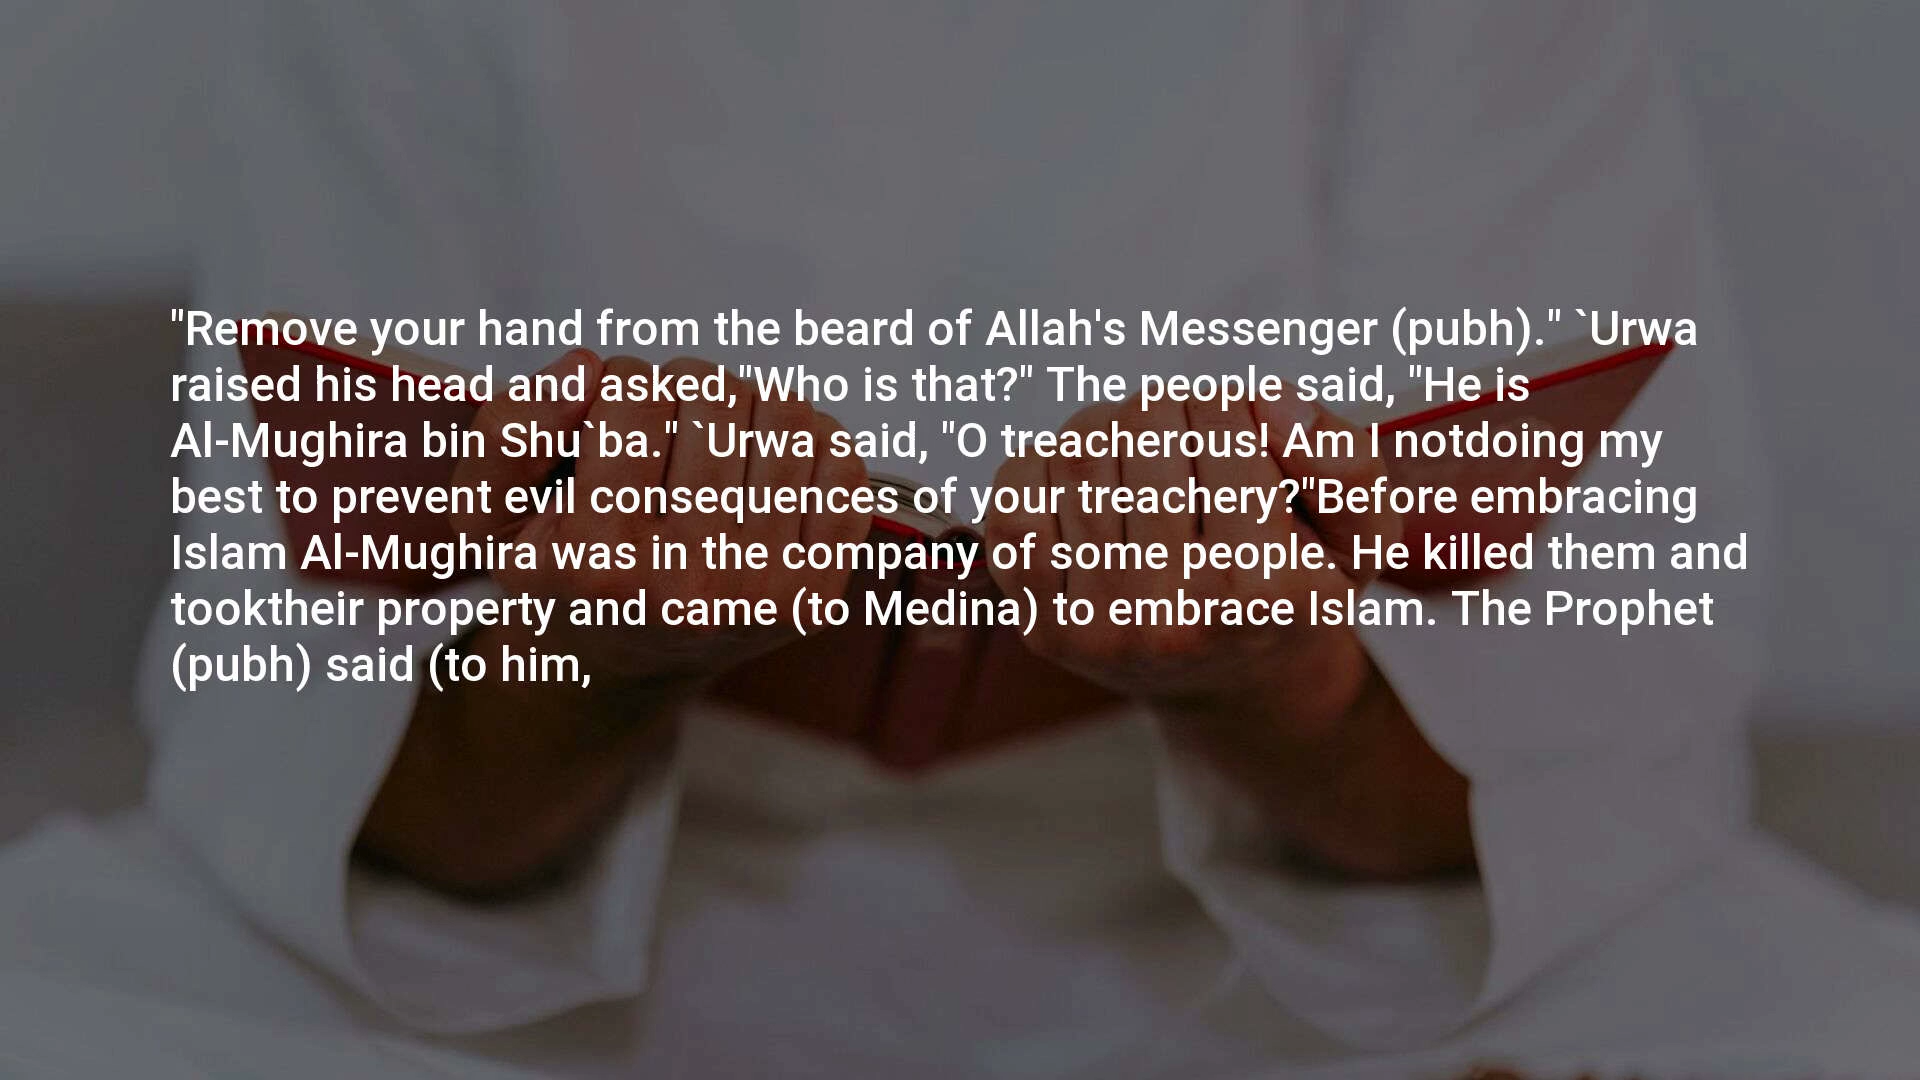 "Remove your hand from the beard of Allah's Messenger (pubh)." `Urwa
raised his head and asked,"Who is that?" The people said, "He is
Al-Mughira bin Shu`ba." `Urwa said, "O treacherous! Am I notdoing my
best to prevent evil consequences of your treachery?"Before embracing
Islam Al-Mughira was in the company of some people. He killed them and
tooktheir property and came (to Medina) to embrace Islam. The Prophet
(pubh) said (to him,